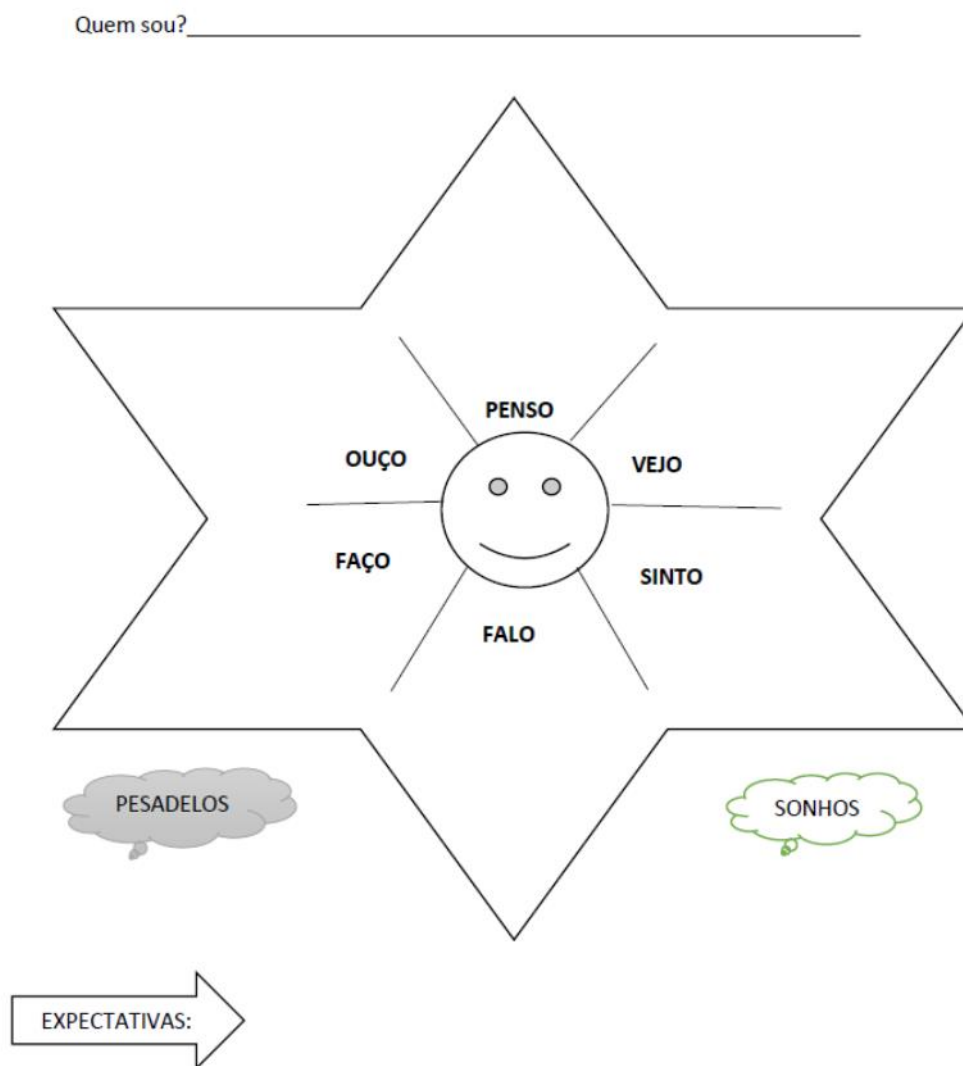 Quem sou?
PENSO
OUÇO
VEJO
FAÇO
SINTO
FALO
PESADELOS
SONHOS
EXPECTATIVAS: